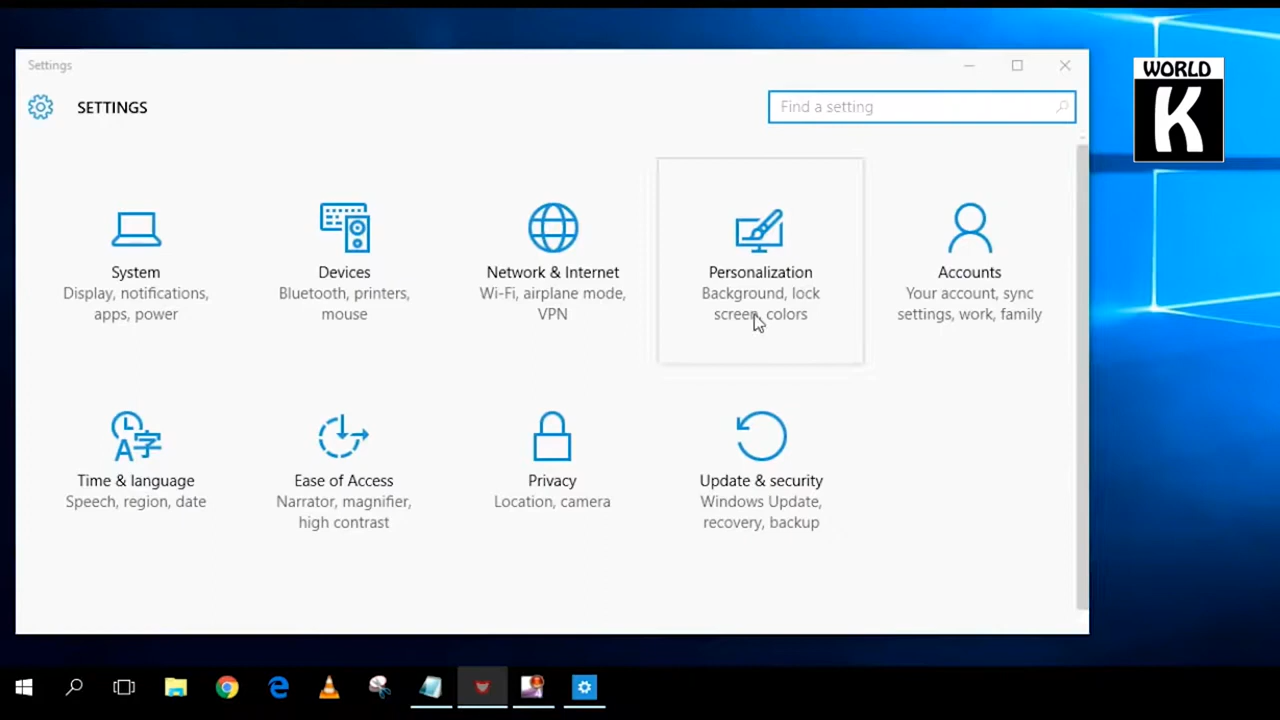 Settings
SETTINGS
Find a setting
WORLD
K
System
Display, notifications,
apps, power
Devices
Bluetooth, printers,
mouse
Network & Internet
Wi-Fi, airplane mode,
VPN
Personalization
Background, lock
screen, colors
Accounts
Your account, sync
settings, work, family
Time & language
Speech, region, date
Ease of Access
Narrator, magnifier,
high contrast
Privacy
Location, camera
Update & security
Windows Update,
recovery, backup